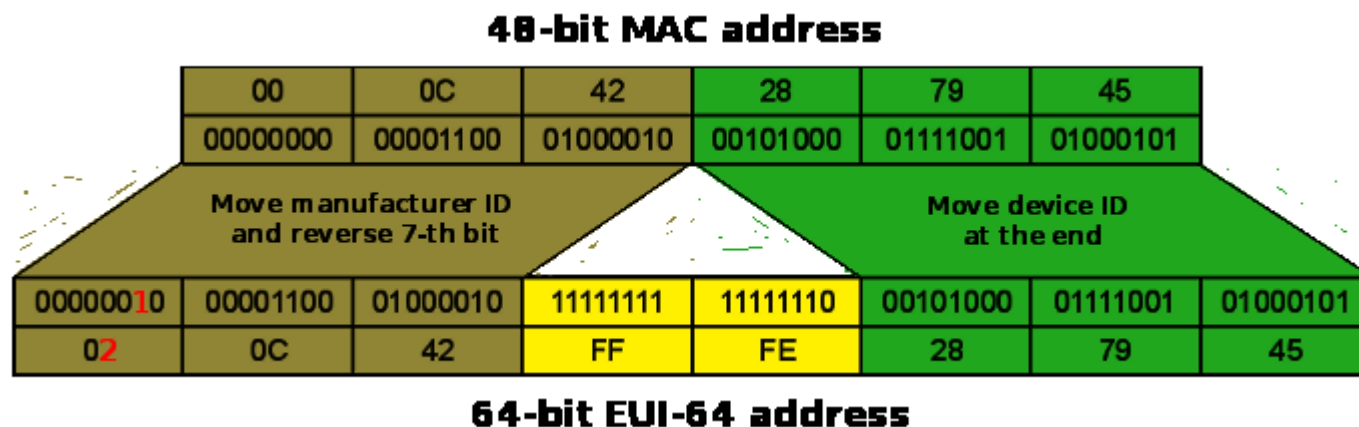 48-bit MAC address
00 0C 42 28 79 45
00000000 00001100 01000010 00101000 01111001 01000101
Move manufacturer ID
and reverse 7-th bit
Move device ID
at the end
00000010 00001100 01000010 11111111 11111110 00101000 01111001 01000101
02 0C 42 FF FE 28 79 45
64-bit EUI-64 address